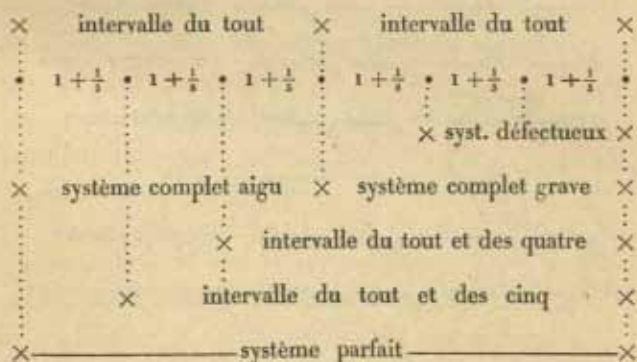 × intervalle du tout × intervalle du tout ×
• 1 + 1/3 • 1 + 1/8 • 1 + 1/3 • 1 + 1/8 • 1 + 1/3 • 1 + 1/3 •
× syst. défectueux ×
× système complet aigu × système complet grave ×
× intervalle du tout et des quatre ×
× intervalle du tout et des cinq ×
× système parfait ×